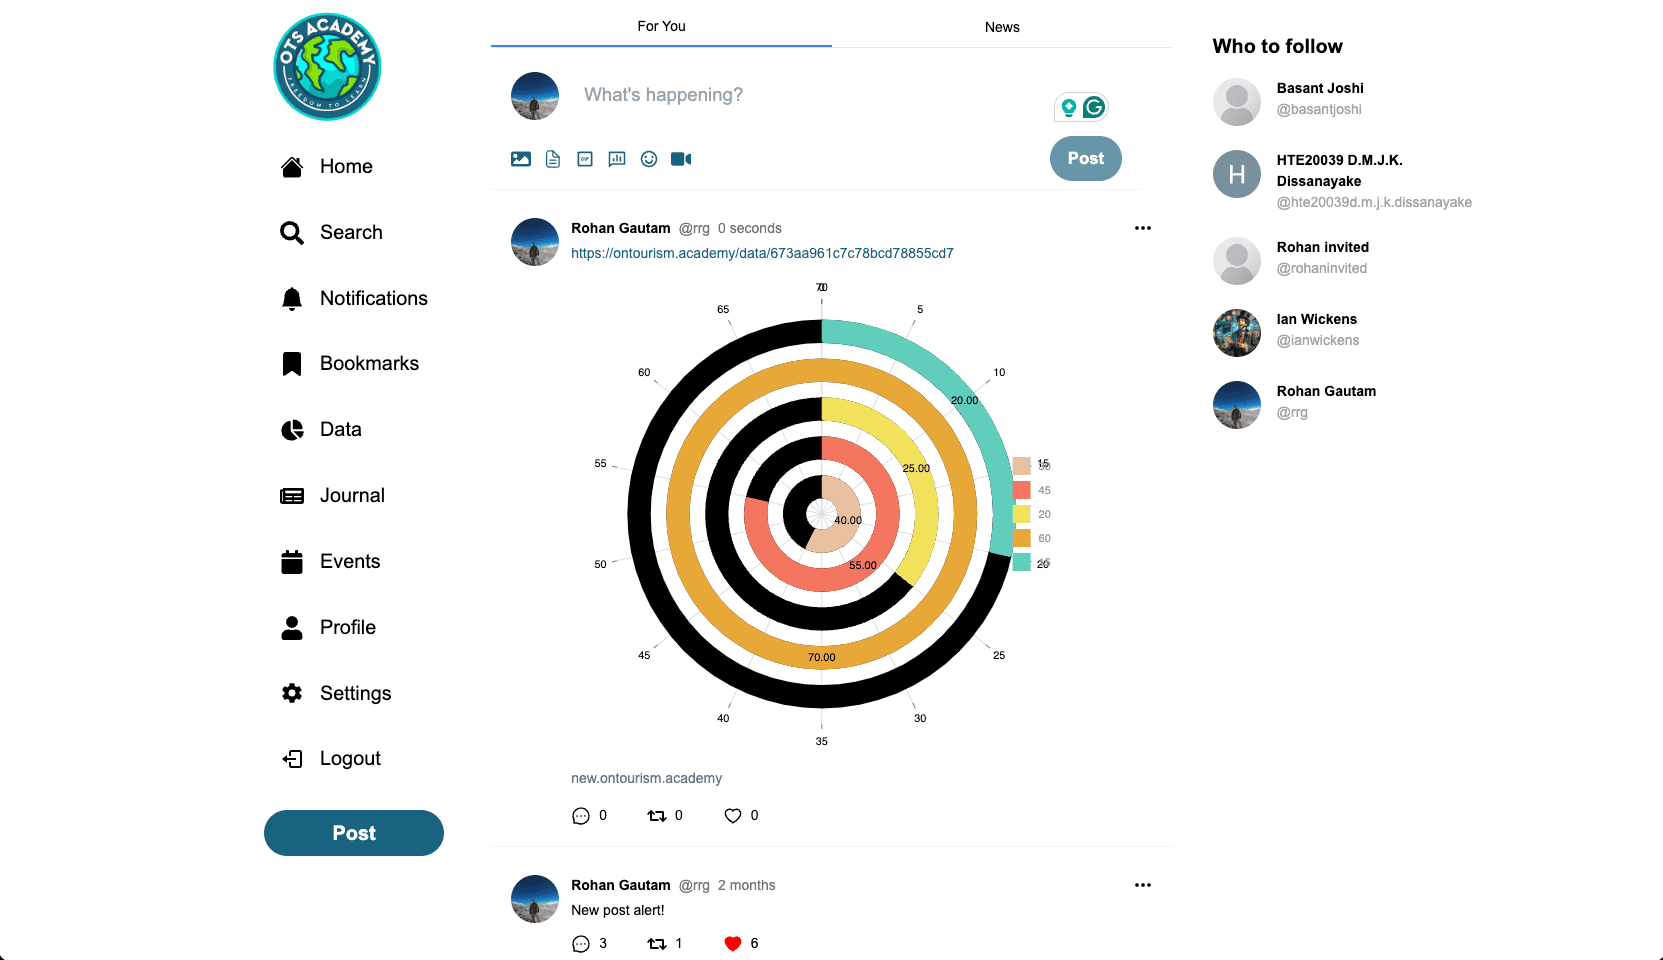 OTS ACADEMY
FREEDOM TO LEARN
Home
Search
Notifications
Bookmarks
Data
Journal
Events
Profile
Settings
Logout
Post
For You
News
What's happening?
GIF
Post
Rohan Gautam @rrg 0 seconds
https://ontourism.academy/data/673aa961c7c78bcd78855cd7
70
0
5
10
15
20
25
30
35
40
45
50
55
60
65
20.00
25.00
40.00
55.00
70.00
45
20
60
new.ontourism.academy
0
0
0
Rohan Gautam @rrg 2 months
New post alert!
3
1
6
Who to follow
Basant Joshi
@basantjoshi
H
HTE20039 D.M.J.K.
Dissanayake
@hte20039d.m.j.k.dissanayake
Rohan invited
@rohaninvited
Ian Wickens
@ianwickens
Rohan Gautam
@rrg